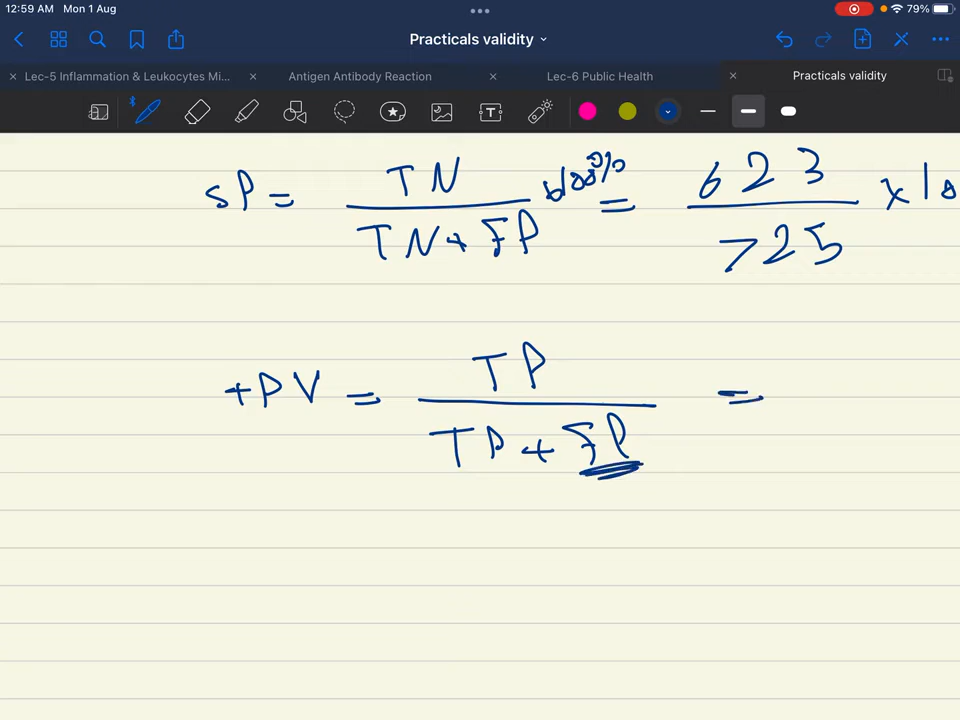 12:59 AM Mon 1 Aug 79%
Practicals validity
Lec-5 Inflammation & Leukocytes Mi... Antigen Antibody Reaction Lec-6 Public Health Practicals validity
SP = TN / TN + FP × 100% = 623 / 725 × 10
+PV = TP / TP + FP =